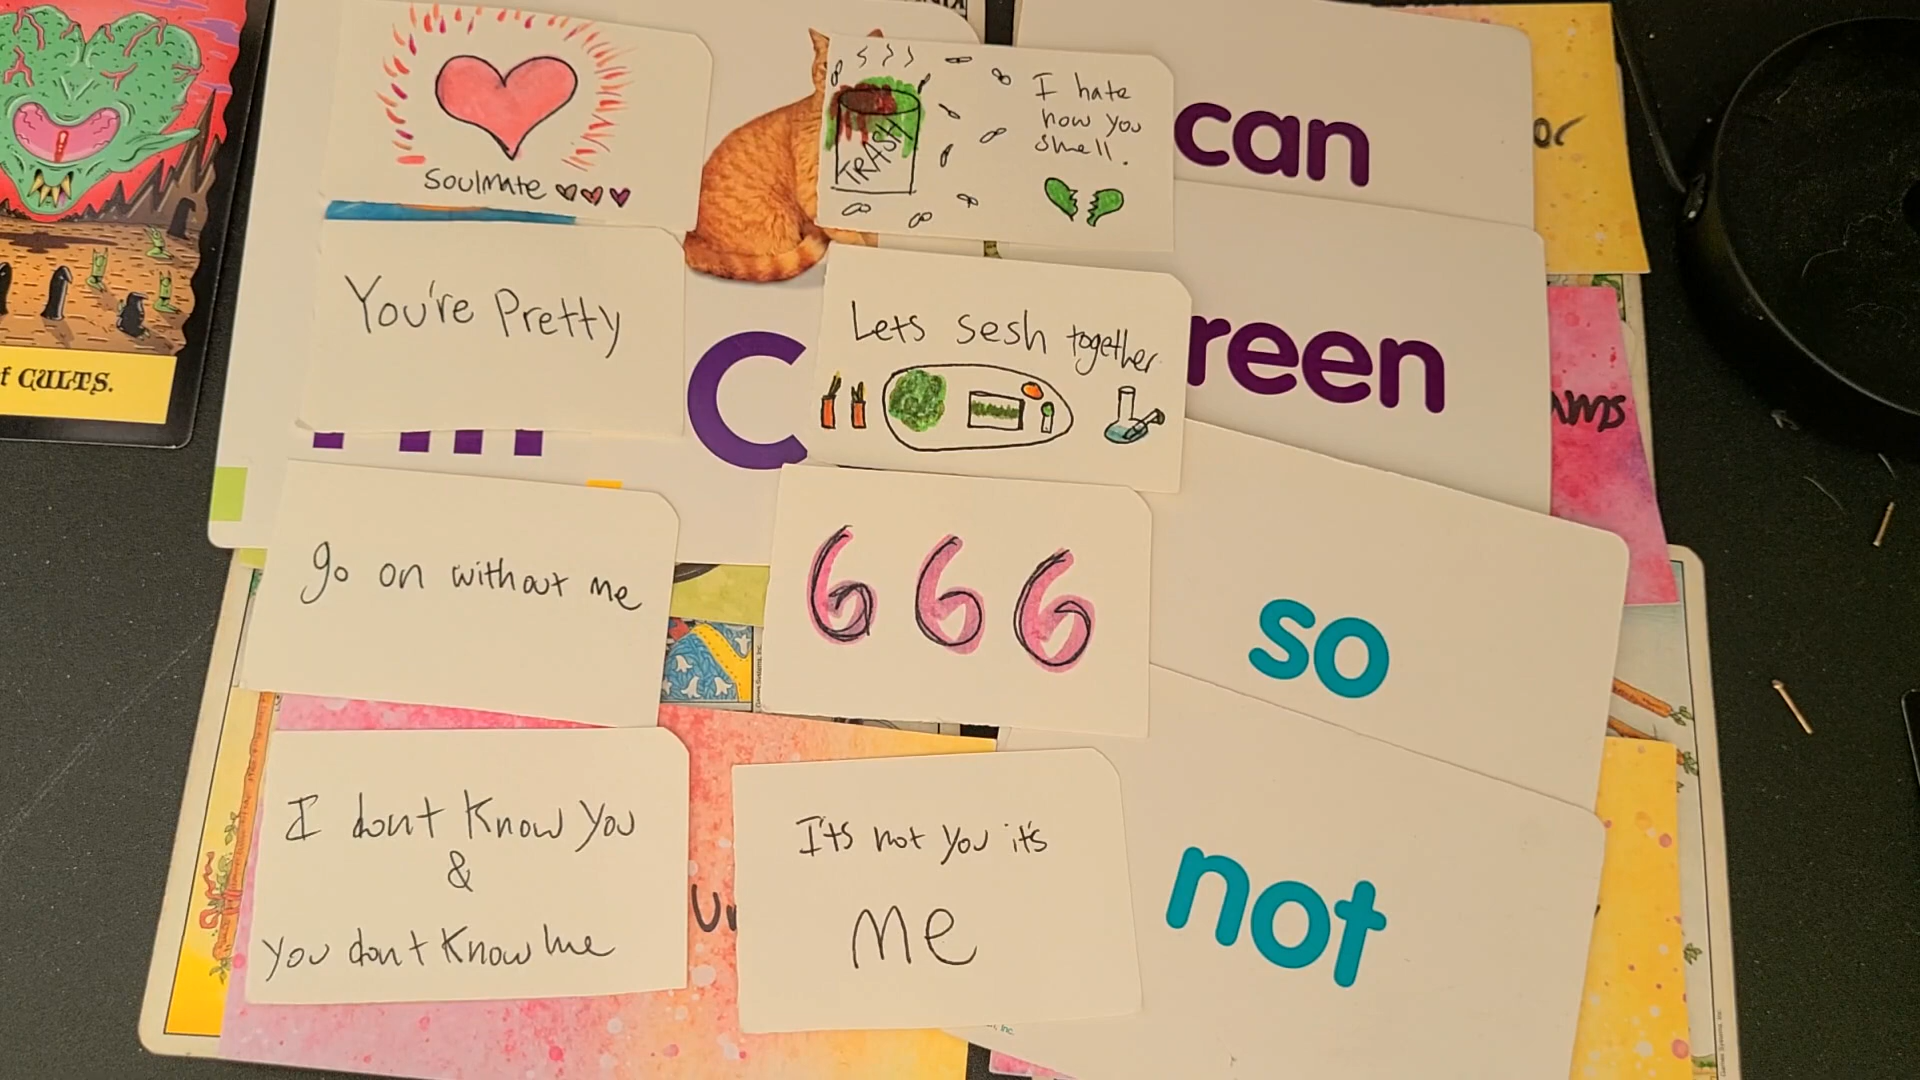 Soulmate
TRASH
I hate
how you
smell.
can
You're Pretty
Lets sesh together
reen
f CULTS.
go on without me
666
so
I dont Know You
&
You dont Know me
It's not you it's
me
not